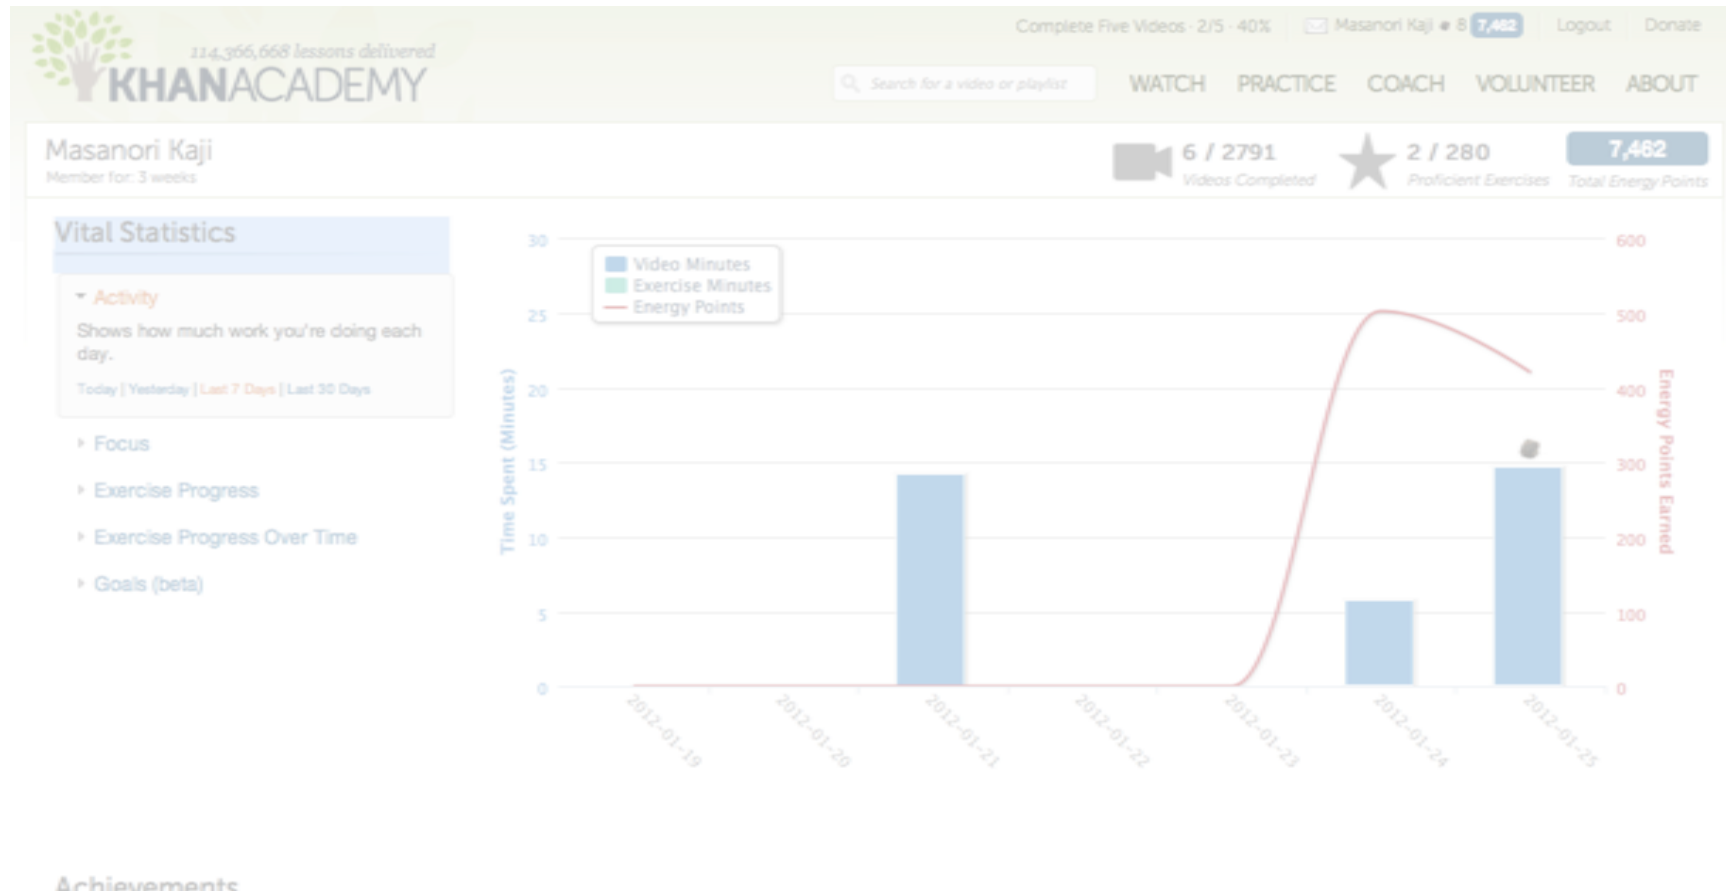 Complete Five Videos · 2/5 · 40% Masanori Kaji 8 7,462 Logout Donate
114,366,668 lessons delivered
KHANACADEMY
Search for a video or playlist WATCH PRACTICE COACH VOLUNTEER ABOUT
Masanori Kaji
Member for: 3 weeks
6 / 2791
Videos Completed
2 / 280
Proficient Exercises
7,462
Total Energy Points
Vital Statistics
Activity
Shows how much work you're doing each
day.
Today | Yesterday | Last 7 Days | Last 30 Days
Focus
Exercise Progress
Exercise Progress Over Time
Goals (beta)
Video Minutes
Exercise Minutes
Energy Points
Time Spent (Minutes)
30
25
20
15
10
5
0
600
500
400
300
200
100
0
Energy Points Earned
2012-01-19
2012-01-20
2012-01-21
2012-01-22
2012-01-23
2012-01-24
2012-01-25
Achievements